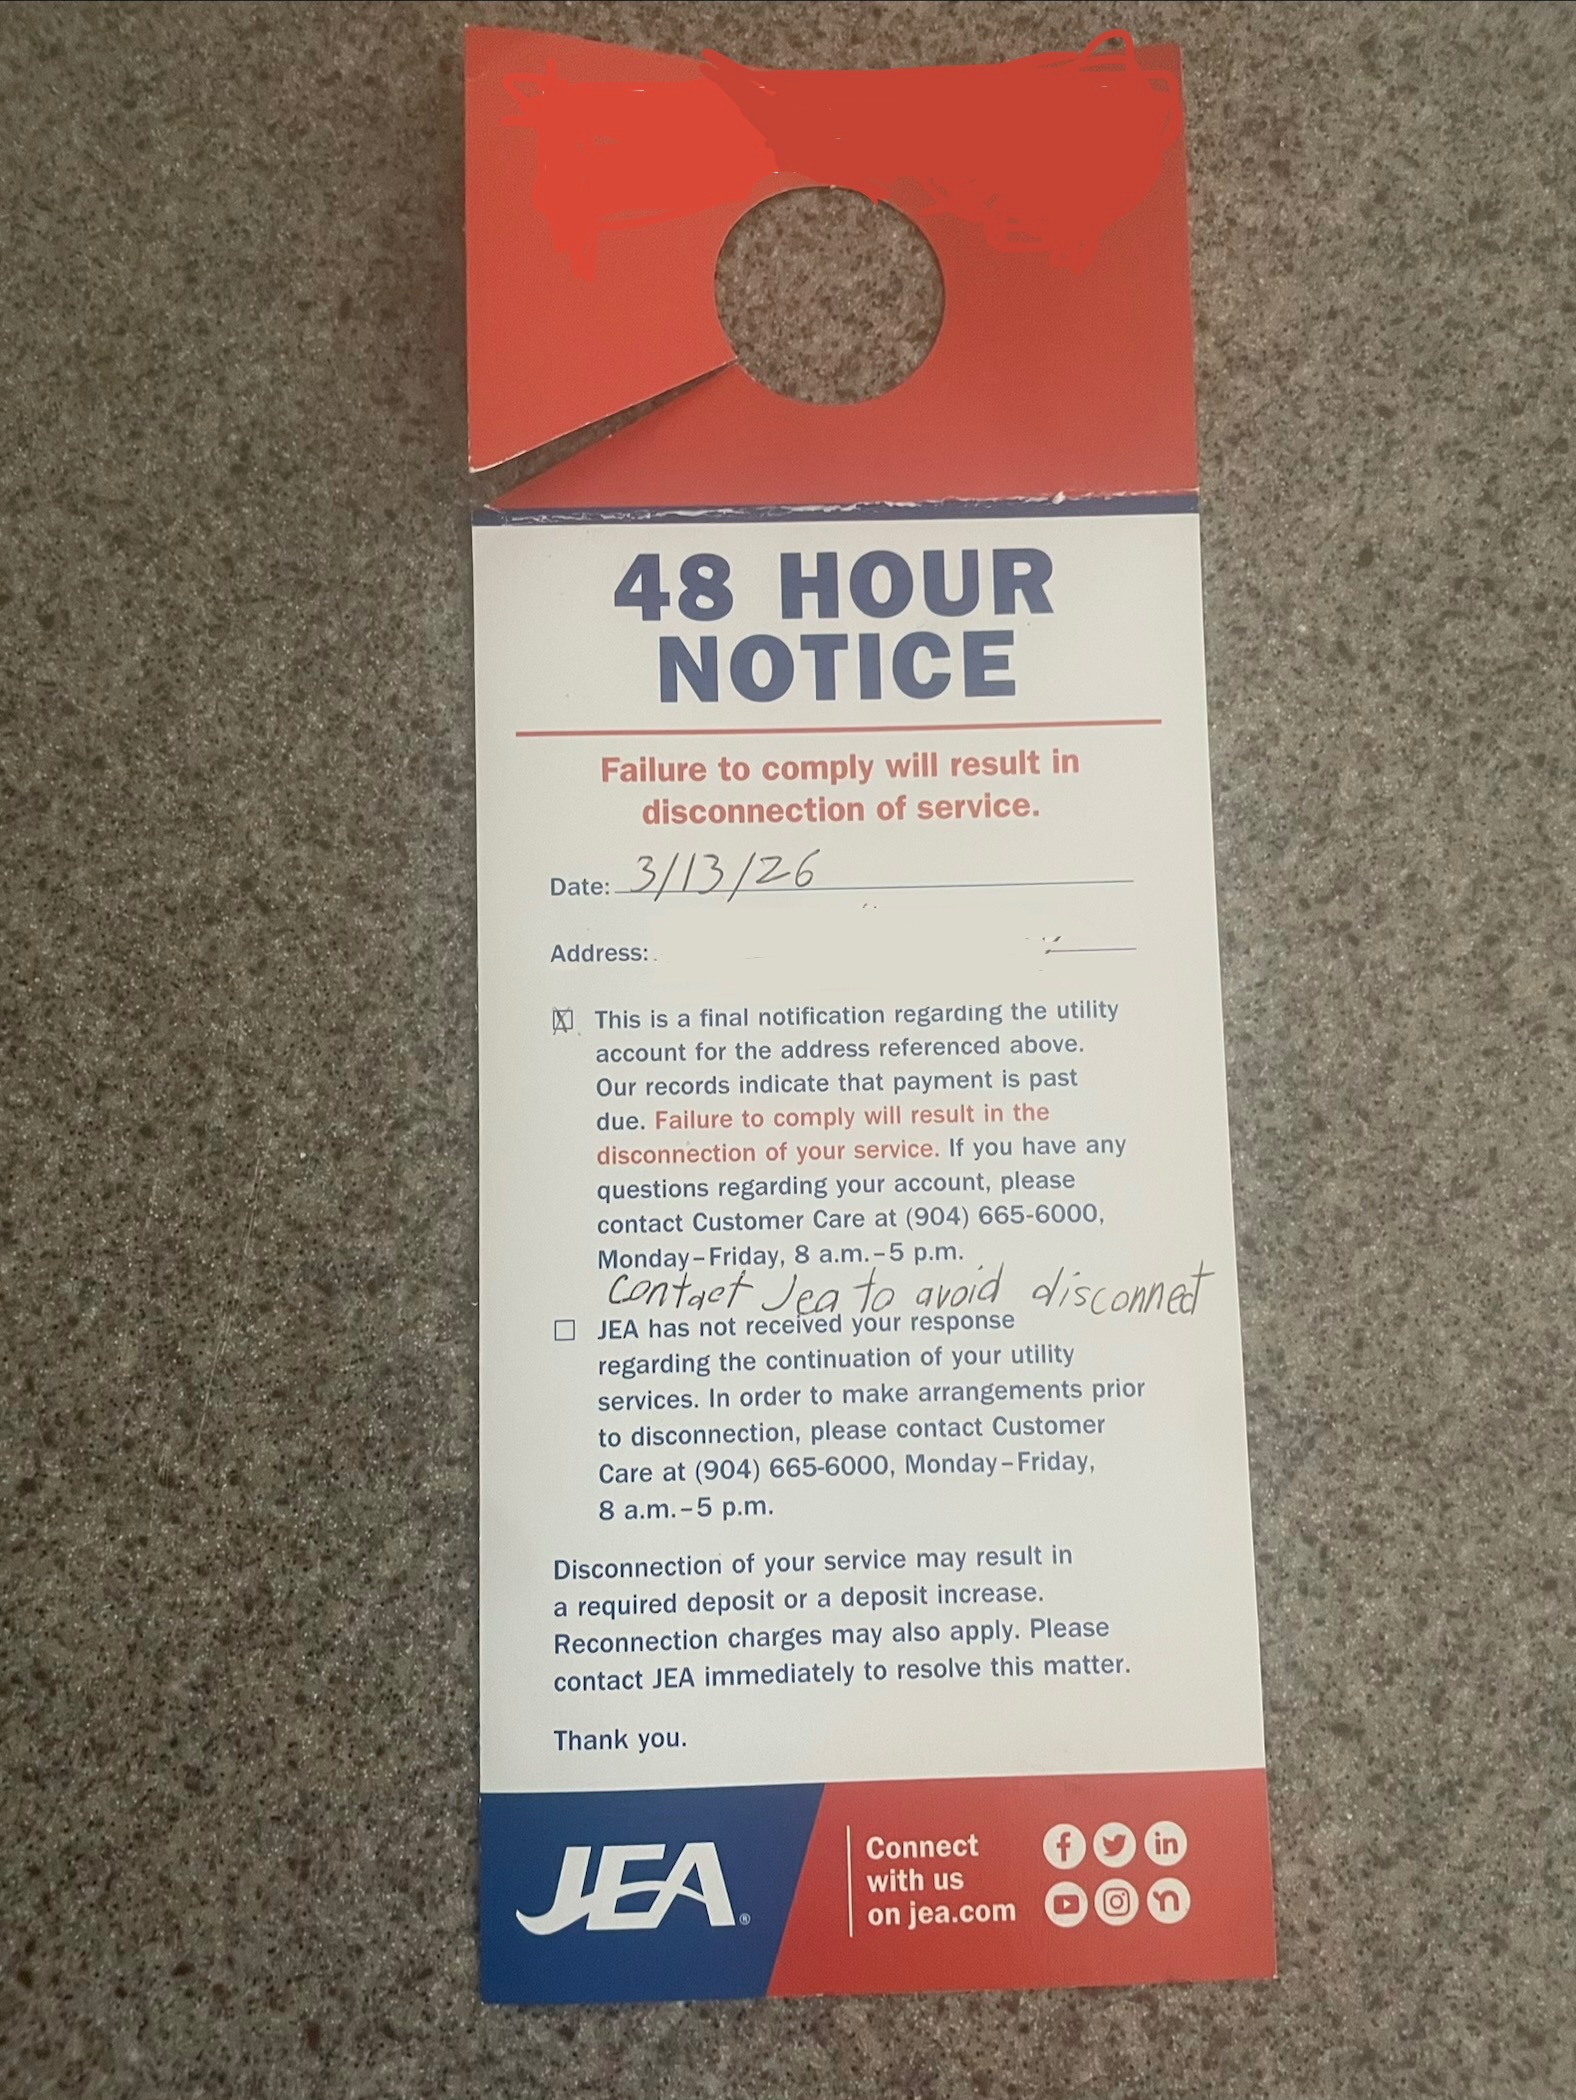 48 HOUR
NOTICE
Failure to comply will result in
disconnection of service.
Date: 3/13/26
Address:
This is a final notification regarding the utility
account for the address referenced above.
Our records indicate that payment is past
due. Failure to comply will result in the
disconnection of your service. If you have any
questions regarding your account, please
contact Customer Care at (904) 665-6000,
Monday–Friday, 8 a.m.–5 p.m.
Contact Jea to avoid disconnect
JEA has not received your response
regarding the continuation of your utility
services. In order to make arrangements prior
to disconnection, please contact Customer
Care at (904) 665-6000, Monday–Friday,
8 a.m.–5 p.m.
Disconnection of your service may result in
a required deposit or a deposit increase.
Reconnection charges may also apply. Please
contact JEA immediately to resolve this matter.
Thank you.
JEA®
Connect
with us
on jea.com